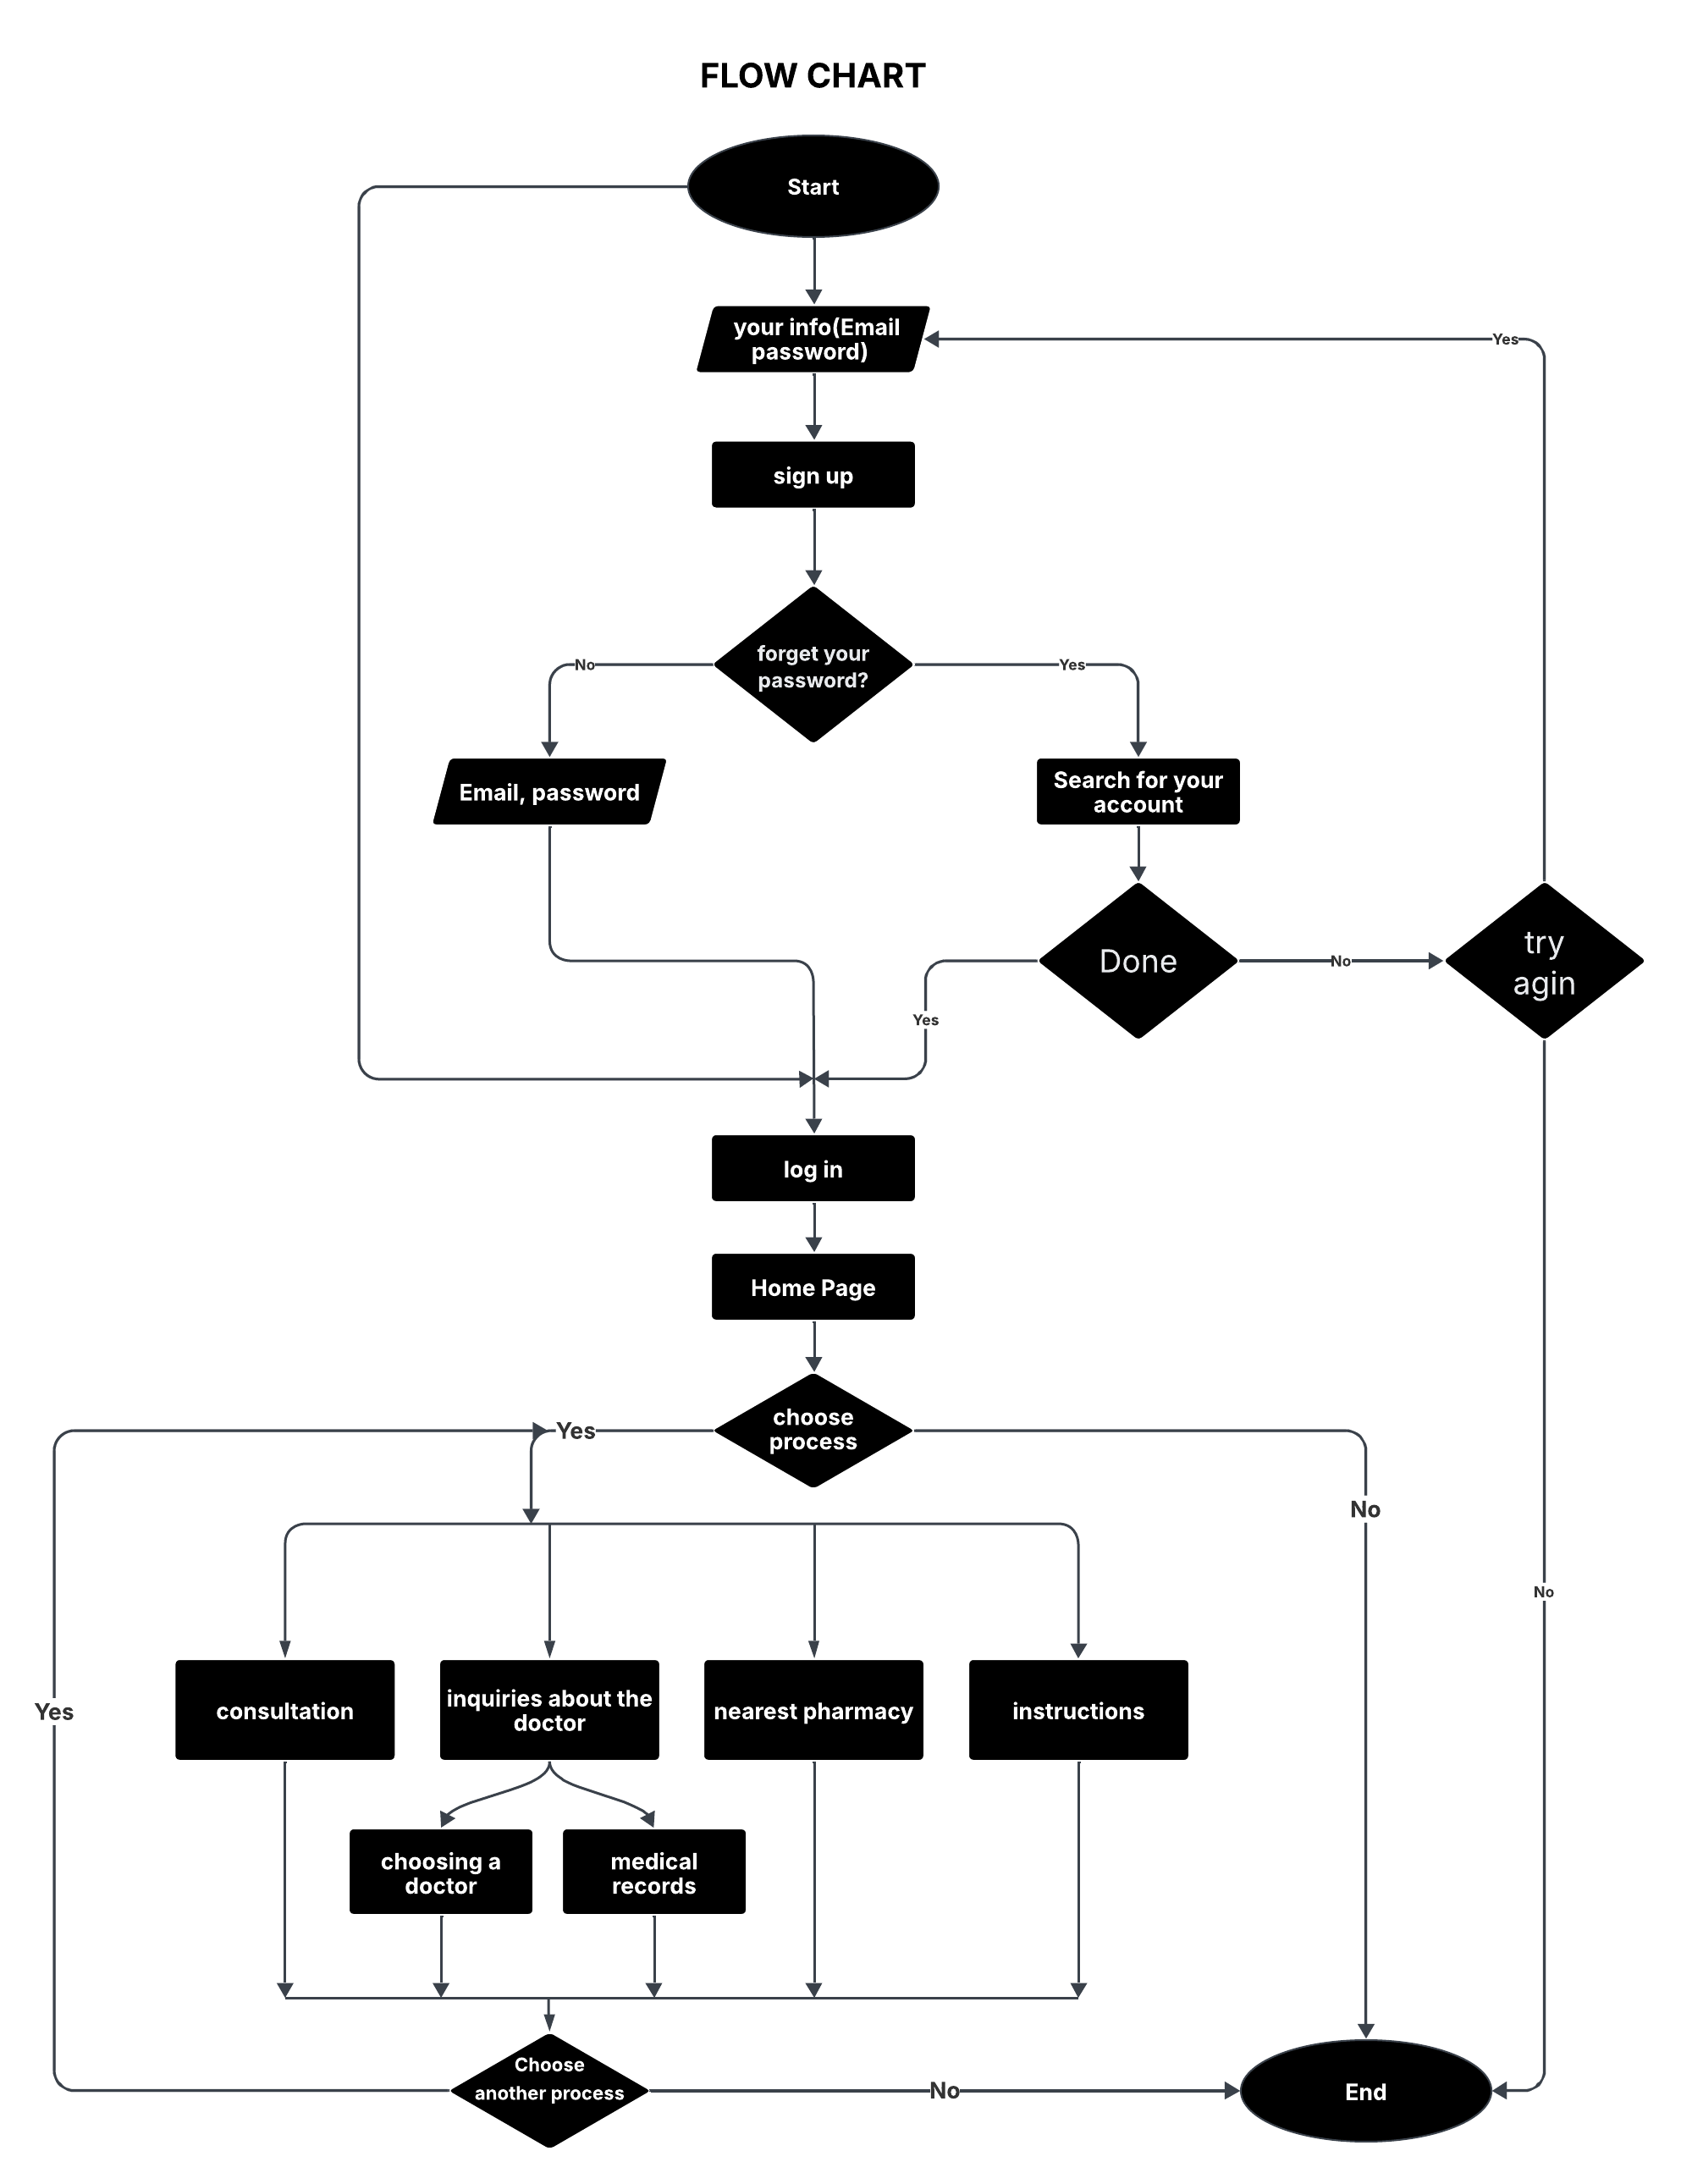 FLOW CHART
Start
your info(Email
password)
Yes
sign up
forget your
password?
No
Yes
Email, password
Search for your
account
Done
No
try
agin
Yes
log in
Home Page
choose
process
Yes
No
No
consultation
inquiries about the
doctor
nearest pharmacy
instructions
Yes
choosing a
doctor
medical
records
Choose
another process
No
End